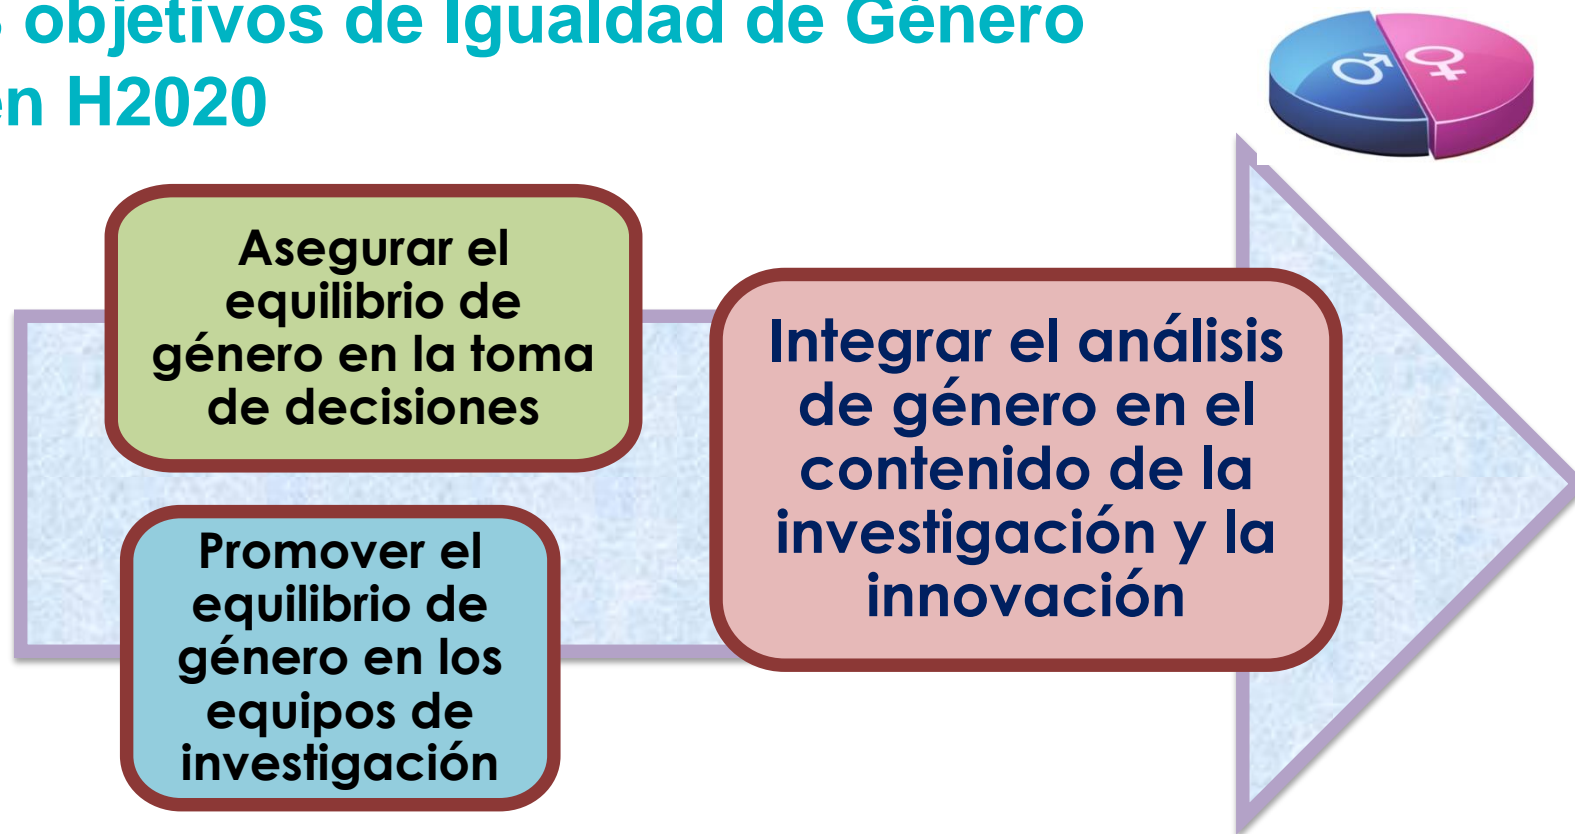 objetivos de Igualdad de Género
en H2020
Asegurar el
equilibrio de
género en la toma
de decisiones
Promover el
equilibrio de
género en los
equipos de
investigación
Integrar el análisis
de género en el
contenido de la
investigación y la
innovación